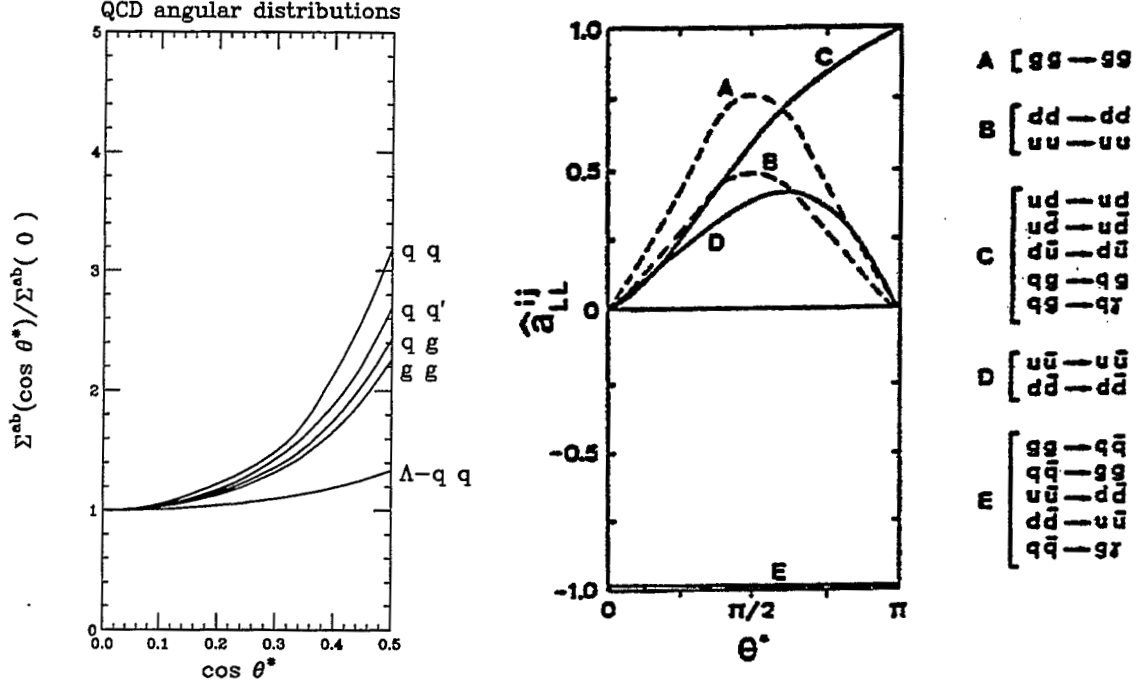 QCD angular distributions
Σᵃᵇ(cos θ*)/Σᵃᵇ( 0 )
5
4
3
2
1
0
0.0 0.1 0.2 0.3 0.4 0.5
cos θ*
q q
q q'
q g
g g
Λ-q q
â_LL^ij
1.0
0.5
0
-0.5
-1.0
0 π/2 π
θ*
A
B
C
D
E
A [ gg → gg
B [ dd → dd
uu → uu
C [ ud → ud
ud̄ → ud̄
dū → dū
qg → qg
qg → qγ
D [ uū → uū
dd̄ → dd̄
E [ gg → qq̄
qq̄ → gg
uū → dd̄
dd̄ → uū
qq̄ → gγ